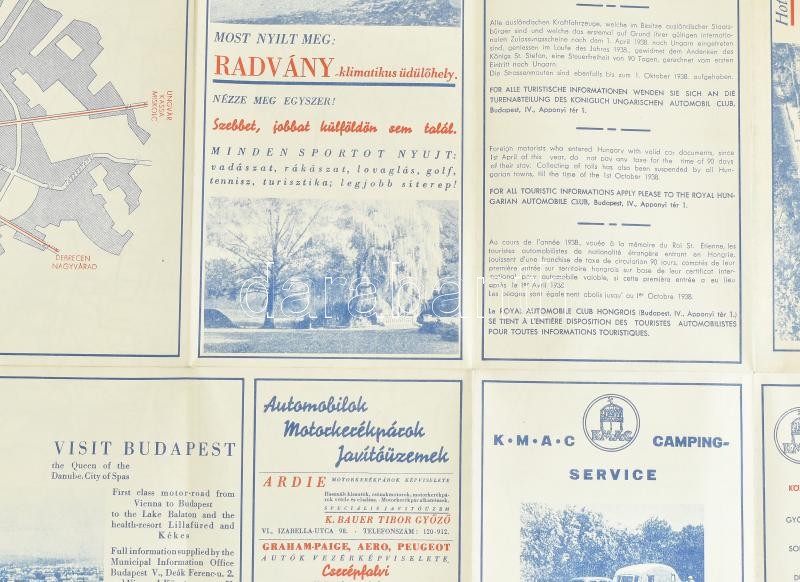 UNGVÁR
KASSA
MISKOLC
DEBRECEN
NAGYVÁRAD
MOST NYILT MEG:
RADVÁNY-klimatikus üdülőhely.
NÉZZE MEG EGYSZER!
Szebbet, jobbat külföldön sem talál.
MINDEN SPORTOT NYUJT:
vadászat, rákászat, lovaglás, golf,
tennisz, turisztika; legjobb síterep!
Alle ausländischen Kraftfahrzeuge, welche im Besitze ausländischer Staats-
bürger sind und welche das erstemal auf Grund ihrer gültigen internatio-
nalen Zulassungsscheine nach dem 1. April 1938. nach Ungarn eingetreten
sind, geniessen im Laufe des Jahres 1938., gewidmet dem Andenken des
Königs St. Stefan, eine Steuerfreiheit von 90 Tagen, gerechnet vom ersten
Eintritt nach Ungarn.
Die Strassenmauten sind ebenfalls bis zum 1. Oktober 1938. aufgehoben.
FÜR ALLE TURISTISCHE INFORMATIONEN WENDEN SIE SICH AN DIE
TURENABTEILUNG DES KÖNIGLICH UNGARISCHEN AUTOMOBIL CLUB,
Budapest, IV., Apponyi tér 1.
Foreign motorists who entered Hungary with valid car documents, since
1st April of this year, do not pay any taxe for the time of 90 days
of their stay. Collecting of tolls has also been suspended by all Hun-
garian towns, till the time of the 1st October 1938.
FOR ALL TOURISTIC INFORMATIONS APPLY PLEASE TO THE ROYAL HUN-
GARIAN AUTOMOBILE CLUB, Budapest, IV., Apponyi tér 1.
Au cours de l'année 1938., vouée à la mémoire du Roi St. Étienne, les
touristes automobilistes de nationalité étrangère entrant en Hongrie,
jouissent d'une franchise de taxe de circulation 90 jours, comptés de leur
première entrée sur territoire hongrois sur base de leur certificat inter-
national pour automobile valable, si cette première entrée a eu lieu
après le 1er Avril 1938.
Les péages sont également abolis jusqu'au 1er Octobre 1938.
Le ROYAL AUTOMOBILE CLUB HONGROIS (Budapest, IV., Apponyi tér 1.)
SE TIENT À L'ENTIÈRE DISPOSITION DES TOURISTES AUTOMOBILISTES
POUR TOUTES INFORMATIONS TOURISTIQUES.
darabanth
VISIT BUDAPEST
the Queen of the
Danube, City of Spas
First class motor-road from
Vienna to Budapest
to the Lake Balaton and the
health-resort Lillafüred and
Kékes
Full information supplied by the
Municipal Information Office
Budapest V., Deák Ferenc-u. 2.
Automobilok
Motorkerékpárok
Javítóüzemek
ARDIE MOTORKERÉKPÁROK KÉPVISELETE
Használt kismotók, csónakmotorok, motorkerékpá-
rok vétele és eladása. - Motorkerékpár alkatrészek.
SPECIÁLIS JAVÍTÓÜZEM
K. BAUER TIBOR GYŐZŐ
VI., IZABELLA-UTCA 98. - TELEFONSZÁM: 120-912.
GRAHAM-PAIGE, AERO, PEUGEOT
AUTÓK VEZÉRKÉPVISELETE
Cserépfalvi
KMAC
K·M·A·C CAMPING-
SERVICE